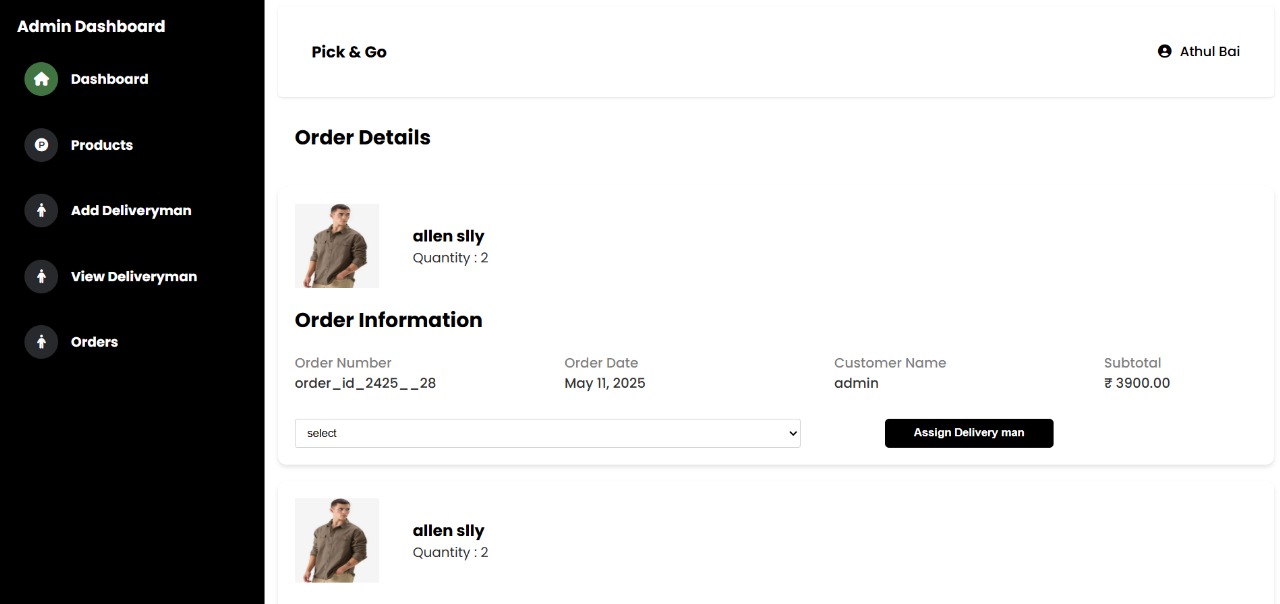 Admin Dashboard
Dashboard
P
Products
Add Deliveryman
View Deliveryman
Orders
Pick & Go
Athul Bai
Order Details
allen slly
Quantity : 2
Order Information
Order Number
order_id_2425__28
Order Date
May 11, 2025
Customer Name
admin
Subtotal
₹ 3900.00
select
Assign Delivery man
allen slly
Quantity : 2